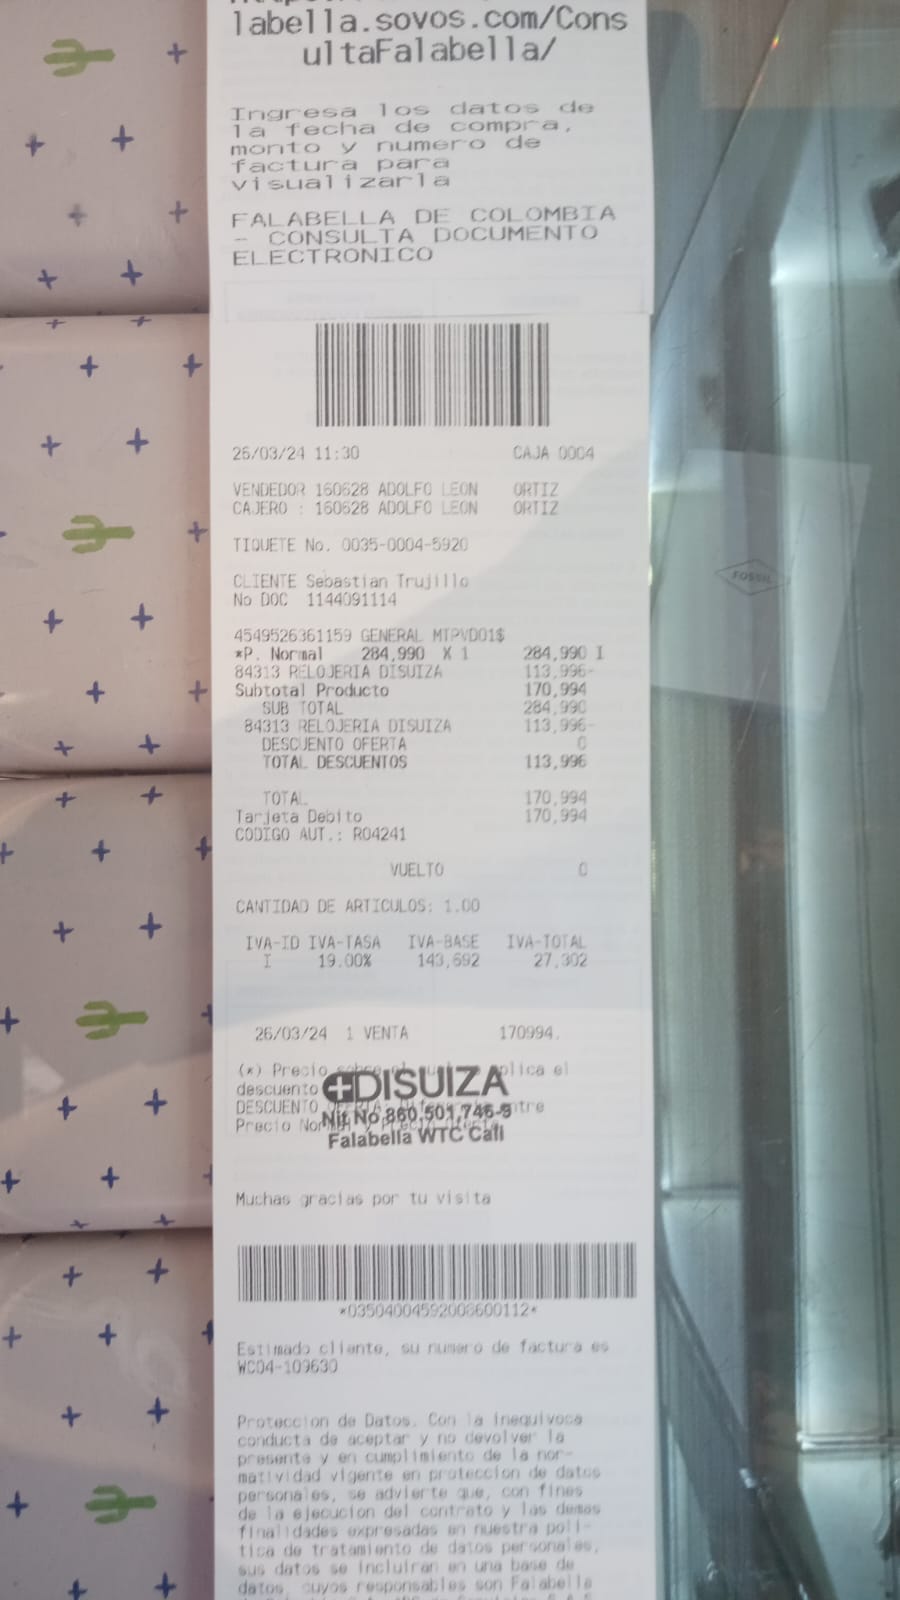 labella.sovos.com/Cons
ultaFalabella/
Ingresa los datos de
la fecha de compra,
monto y numero de
factura para
visualizarla
FALABELLA DE COLOMBIA
- CONSULTA DOCUMENTO
ELECTRONICO
26/03/24 11:30 CAJA 0004
VENDEDOR 160628 ADOLFO LEON ORTIZ
CAJERO : 160628 ADOLFO LEON ORTIZ
TIQUETE No. 0035-0004-5920
CLIENTE Sebastian Trujillo
No DOC 1144091114
4549526361159 GENERAL MTPVD01$
*P. Normal 284,990 X 1 284,990 I
84313 RELOJERIA DISUIZA 113,996-
Subtotal Producto 170,994
SUB TOTAL 284,990
84313 RELOJERIA DISUIZA 113,996-
DESCUENTO OFERTA 0
TOTAL DESCUENTOS 113,996
TOTAL 170,994
Tarjeta Debito 170,994
CODIGO AUT.: R04241
VUELTO 0
CANTIDAD DE ARTICULOS: 1.00
IVA-ID IVA-TASA IVA-BASE IVA-TOTAL
I 19.00% 143,692 27,302
26/03/24 1 VENTA 170994.
(*) Precio sobre el aplica el
descuento
DISUIZA
DESCUENTO OFERTA: Diferencia entre
Nit No 860,501,745-
Precio Normal y Precio Oferta
Falabella WTC Cali
Muchas gracias por tu visita
*03504004592008600112*
Estimado cliente, su numero de factura es
WC04-109630
Proteccion de Datos. Con la inequivoca
conducta de aceptar y no devolver la
presente y en cumplimiento de la nor-
matividad vigente en proteccion de datos
personales, se advierte que, con fines
de la ejecucion del contrato y las demas
finalidades expresadas en nuestra poli-
tica de tratamiento de datos personales,
sus datos se incluiran en una base de
datos, cuyos responsables son Falabella
FOSSIL